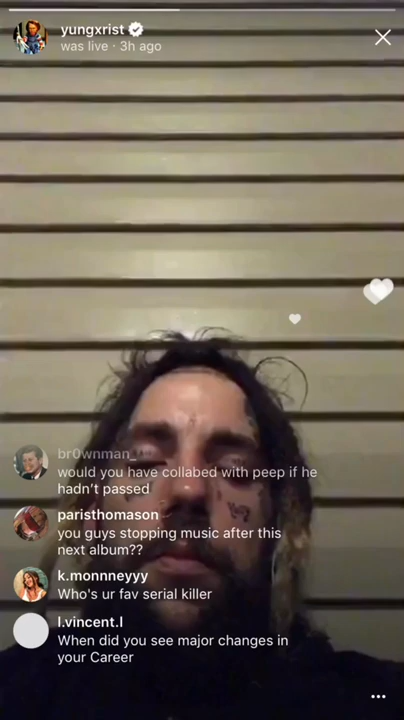 yungxrist
was live · 3h ago
br0wnman_
would you have collabed with peep if he
hadn't passed
paristhomason
you guys stopping music after this
next album??
k.monnneyyy
Who's ur fav serial killer
l.vincent.l
When did you see major changes in
your Career